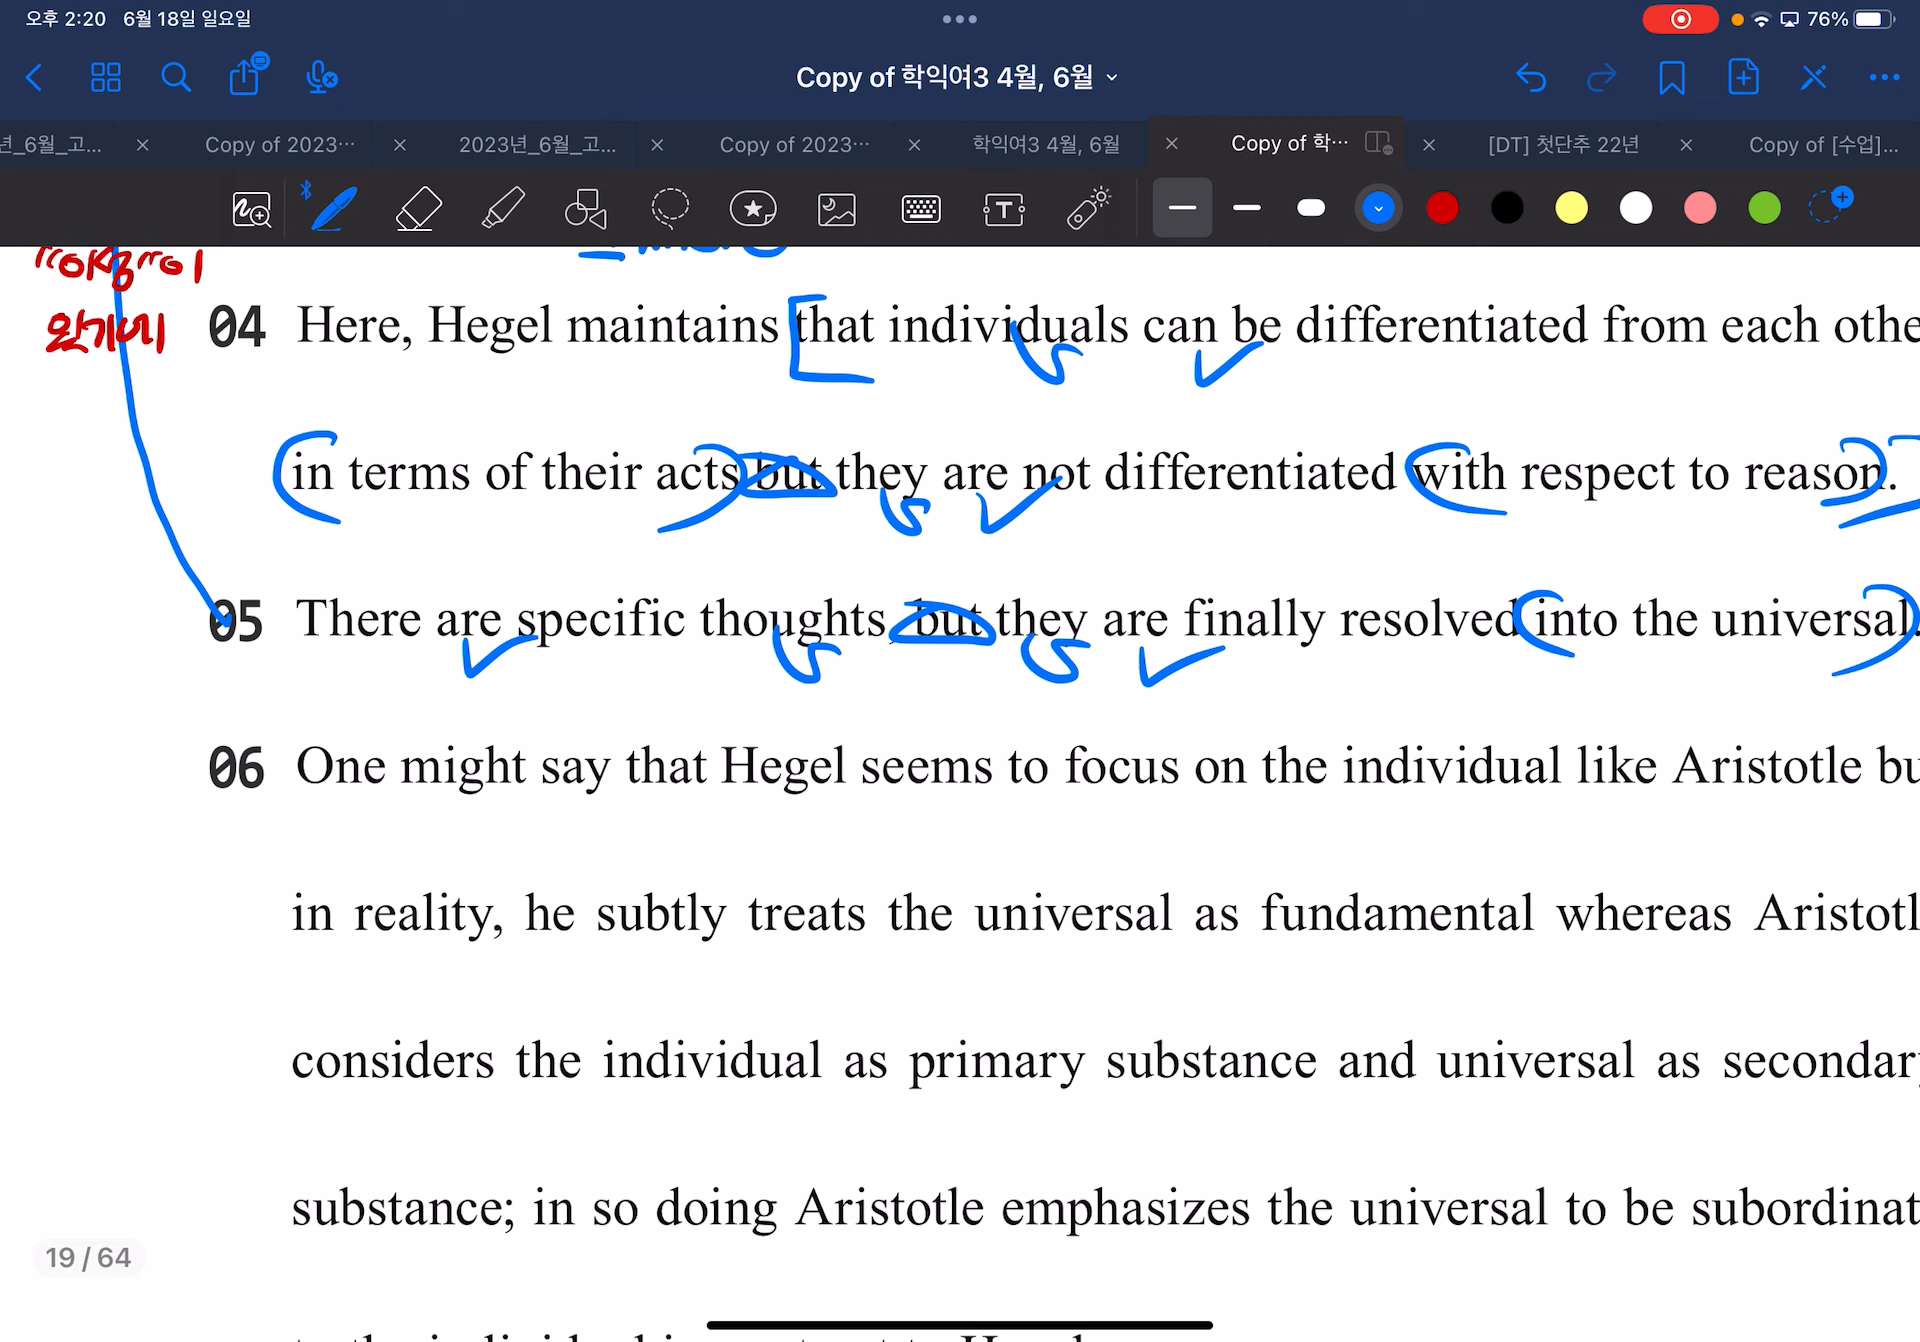 오후 2:20 6월 18일 일요일
76%
Copy of 학익여3 4월, 6월
년_6월_고... Copy of 2023··· 2023년_6월_고... Copy of 2023··· 학익여3 4월, 6월 Copy of 학··· [DT] 첫단추 22년 Copy of [수업]...
04 Here, Hegel maintains that individuals can be differentiated from each othe
in terms of their acts but they are not differentiated with respect to reason.
05 There are specific thoughts, but they are finally resolved into the universal.
06 One might say that Hegel seems to focus on the individual like Aristotle bu
in reality, he subtly treats the universal as fundamental whereas Aristotl
considers the individual as primary substance and universal as secondary
substance; in so doing Aristotle emphasizes the universal to be subordinat
19 / 64